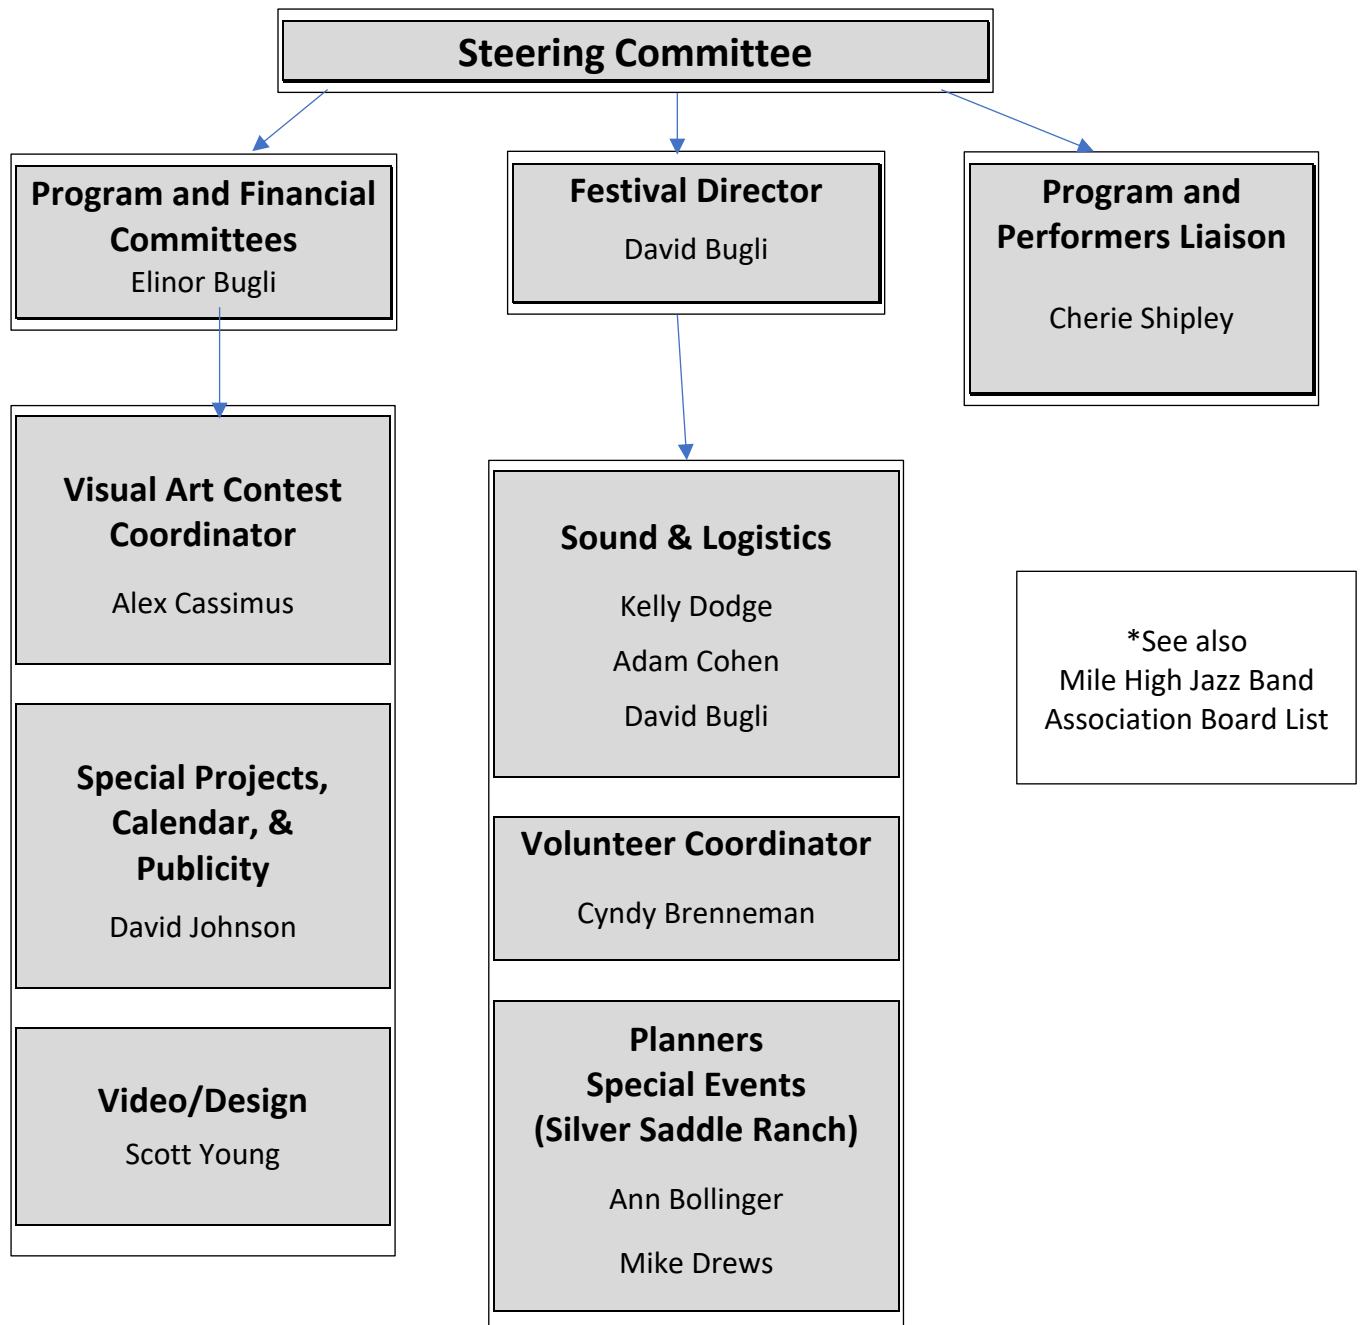 Steering Committee
Program and Financial
Committees
Elinor Bugli
Festival Director
David Bugli
Program and
Performers Liaison
Cherie Shipley
Visual Art Contest
Coordinator
Alex Cassimus
Special Projects,
Calendar, &
Publicity
David Johnson
Video/Design
Scott Young
Sound & Logistics
Kelly Dodge
Adam Cohen
David Bugli
Volunteer Coordinator
Cyndy Brenneman
Planners
Special Events
(Silver Saddle Ranch)
Ann Bollinger
Mike Drews
*See also
Mile High Jazz Band
Association Board List